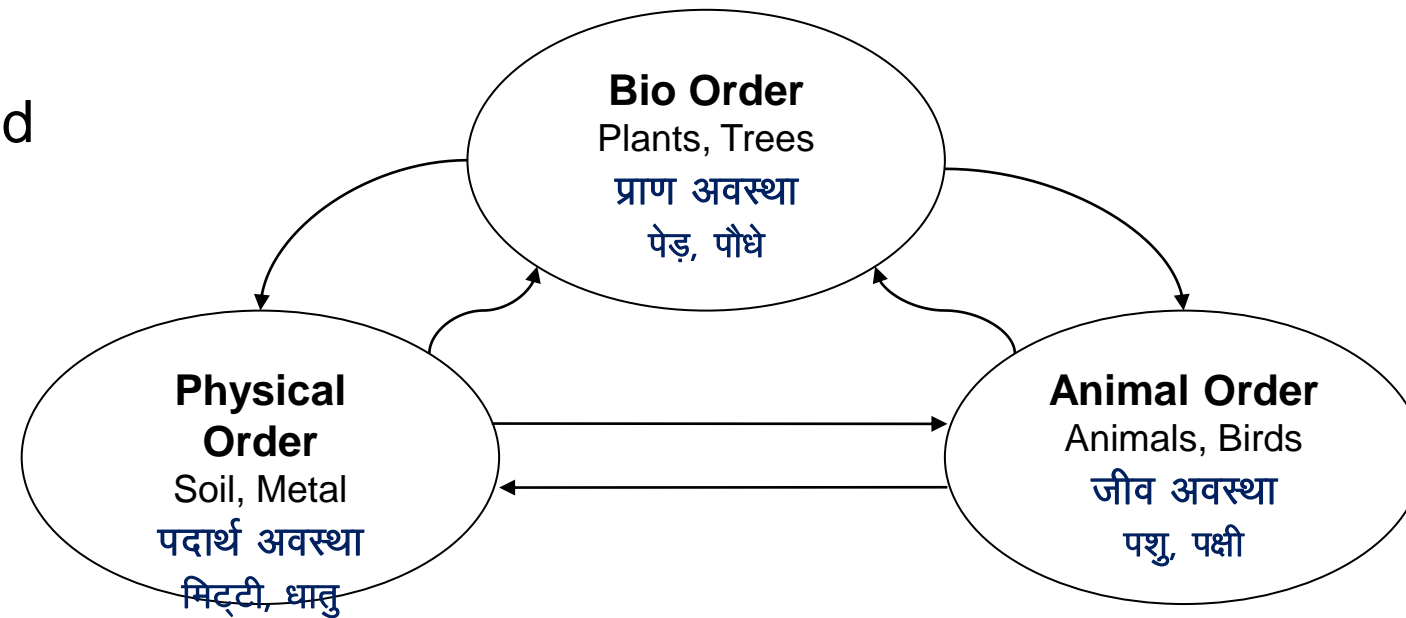 d
Bio Order
Plants, Trees
प्राण अवस्था
पेड़, पौधे
Physical
Order
Soil, Metal
पदार्थ अवस्था
मिट्टी, धातु
Animal Order
Animals, Birds
जीव अवस्था
पशु, पक्षी